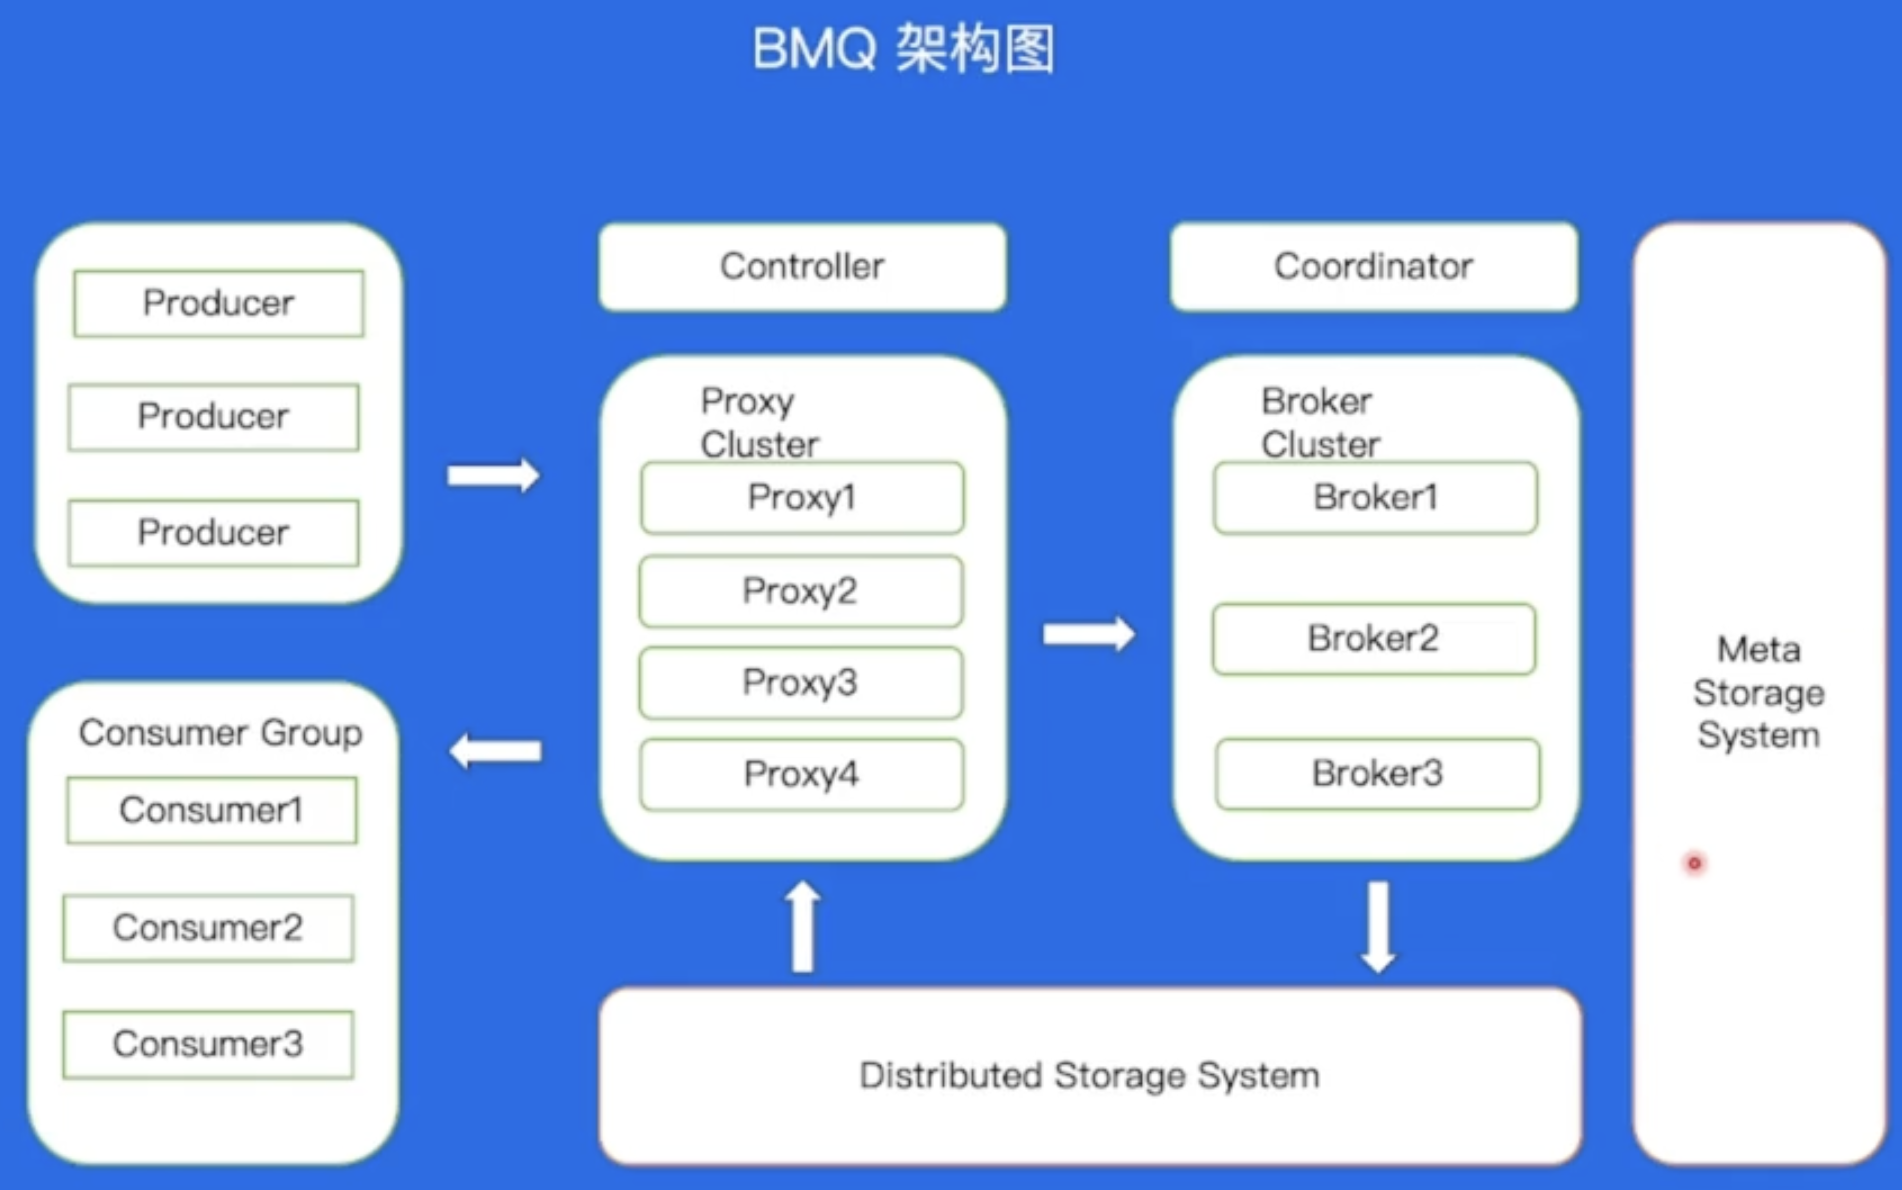 BMQ 架构图
Producer
Producer
Producer
Consumer Group
Consumer1
Consumer2
Consumer3
Controller
Proxy
Cluster
Proxy1
Proxy2
Proxy3
Proxy4
Coordinator
Broker
Cluster
Broker1
Broker2
Broker3
Distributed Storage System
Meta
Storage
System